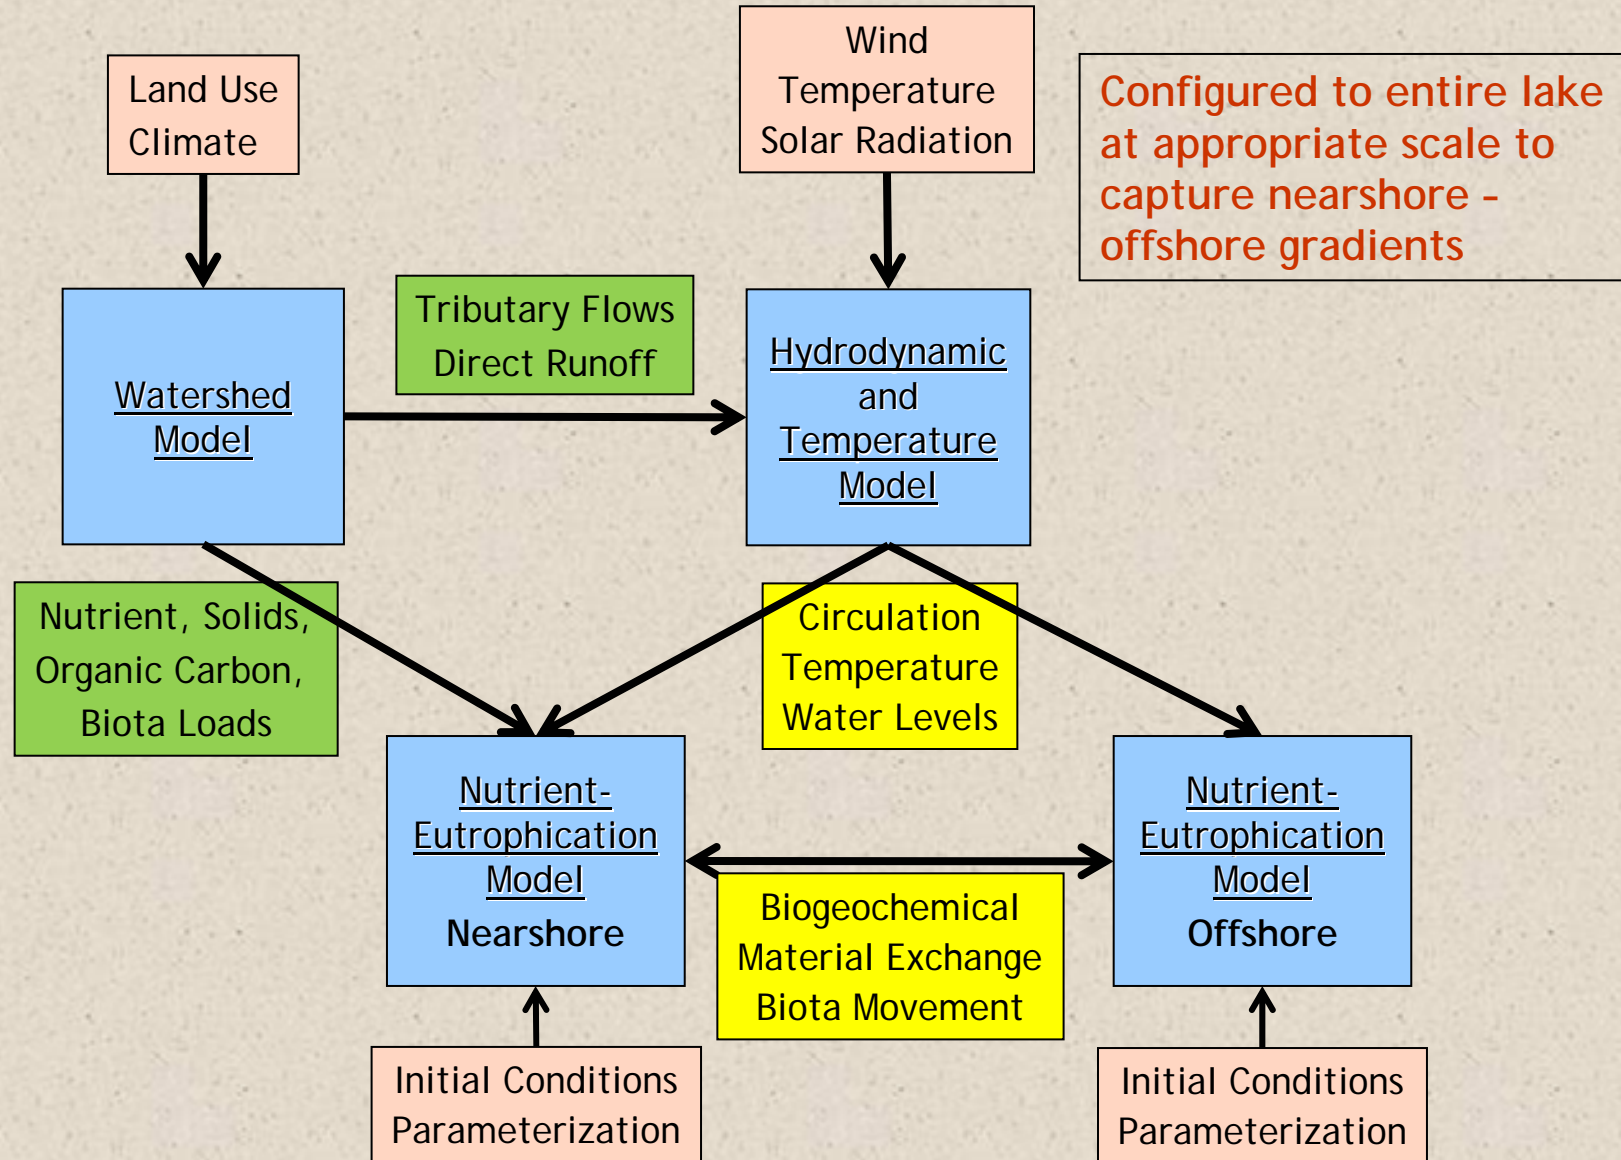 Wind
Temperature
Solar Radiation
Land Use
Climate
Configured to entire lake
at appropriate scale to
capture nearshore -
offshore gradients
Tributary Flows
Direct Runoff
Watershed
Model
Hydrodynamic
and
Temperature
Model
Nutrient, Solids,
Organic Carbon,
Biota Loads
Circulation
Temperature
Water Levels
Nutrient-
Eutrophication
Model
Nearshore
Biogeochemical
Material Exchange
Biota Movement
Nutrient-
Eutrophication
Model
Offshore
Initial Conditions
Parameterization
Initial Conditions
Parameterization